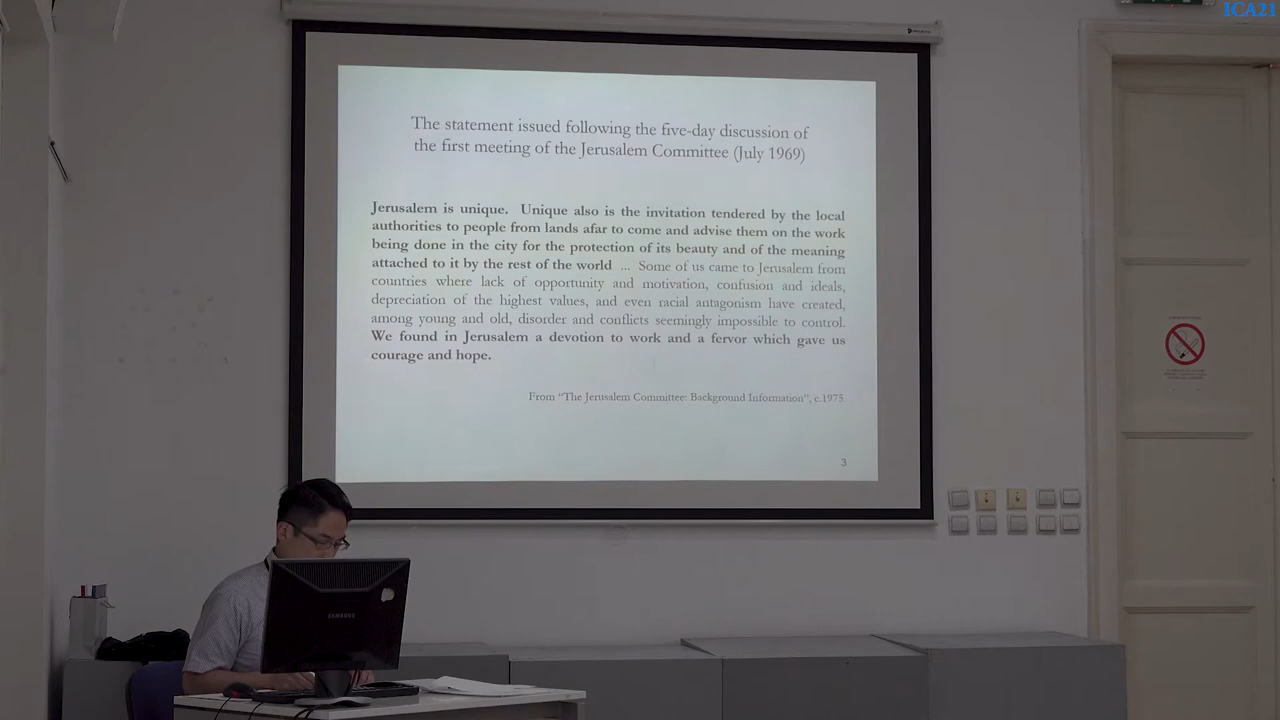 ICA21
The statement issued following the five-day discussion of
the first meeting of the Jerusalem Committee (July 1969)
Jerusalem is unique. Unique also is the invitation tendered by the local
authorities to people from lands afar to come and advise them on the work
being done in the city for the protection of its beauty and of the meaning
attached to it by the rest of the world ... Some of us came to Jerusalem from
countries where lack of opportunity and motivation, confusion and ideals,
depreciation of the highest values, and even racial antagonism have created,
among young and old, disorder and conflicts seemingly impossible to control.
We found in Jerusalem a devotion to work and a fervor which gave us
courage and hope.
From "The Jerusalem Committee: Background Information", c.1975.
3
SAMSUNG